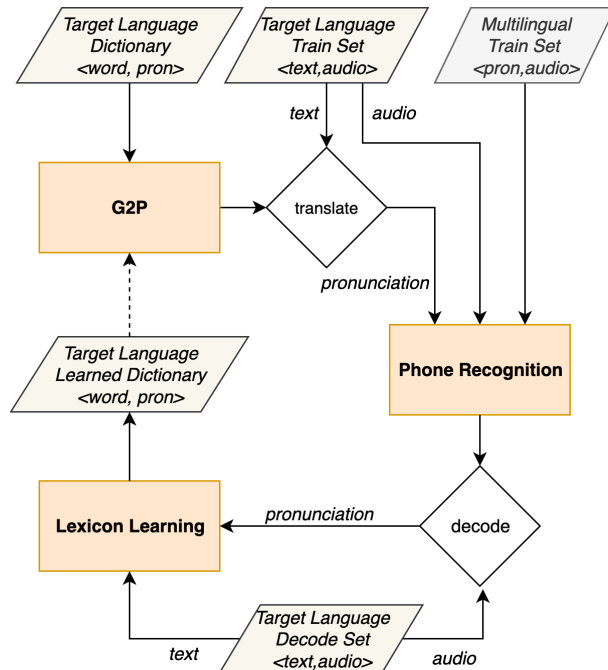 Target Language
Dictionary
<word, pron>
Target Language
Train Set
<text,audio>
Multilingual
Train Set
<pron,audio>
text
audio
G2P
translate
pronunciation
Target Language
Learned Dictionary
<word, pron>
Phone Recognition
Lexicon Learning
pronunciation
decode
Target Language
Decode Set
<text,audio>
text
audio